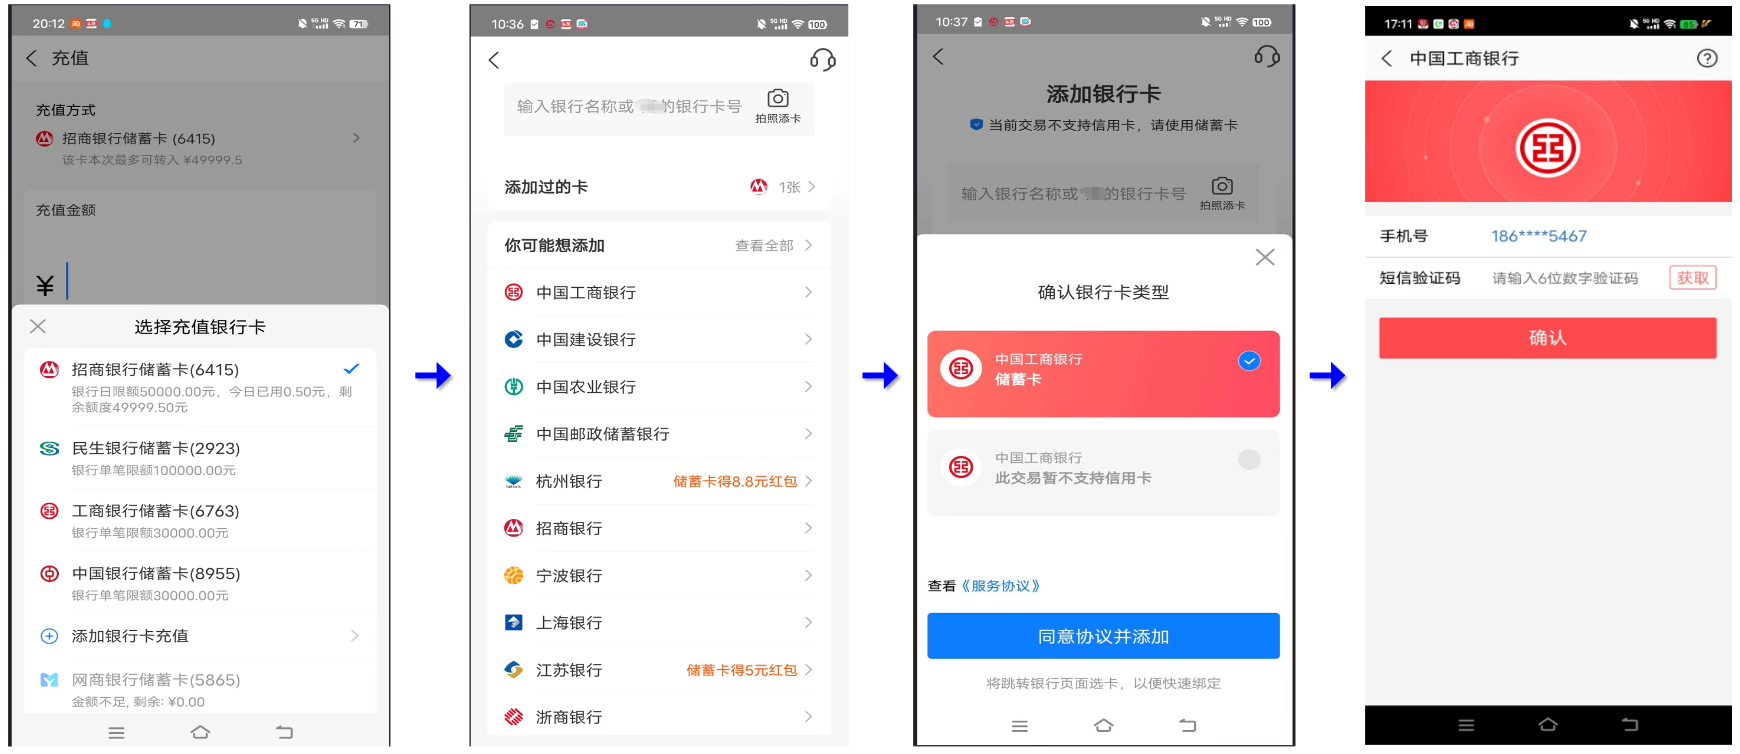 20:12
5G HD
71
充值
充值方式
招商银行储蓄卡 (6415)
该卡本次最多可转入 ¥49999.5
充值金额
¥
选择充值银行卡
招商银行储蓄卡(6415)
银行日限额50000.00元，今日已用0.50元，剩
余额度49999.50元
民生银行储蓄卡(2923)
银行单笔限额100000.00元
工商银行储蓄卡(6763)
银行单笔限额30000.00元
中国银行储蓄卡(8955)
银行单笔限额30000.00元
添加银行卡充值
网商银行储蓄卡(5865)
金额不足, 剩余: ¥0.00
10:36
5G HD
100
输入银行名称或
的银行卡号
拍照添卡
添加过的卡
1张
你可能想添加
查看全部
中国工商银行
中国建设银行
中国农业银行
中国邮政储蓄银行
杭州银行
储蓄卡得8.8元红包
招商银行
宁波银行
上海银行
江苏银行
储蓄卡得5元红包
浙商银行
10:37
5G HD
100
添加银行卡
当前交易不支持信用卡，请使用储蓄卡
输入银行名称或
的银行卡号
拍照添卡
确认银行卡类型
中国工商银行
储蓄卡
中国工商银行
此交易暂不支持信用卡
查看《服务协议》
同意协议并添加
将跳转银行页面选卡，以便快速绑定
17:11
5G HD
85
中国工商银行
手机号
186****5467
短信验证码
请输入6位数字验证码
获取
确认